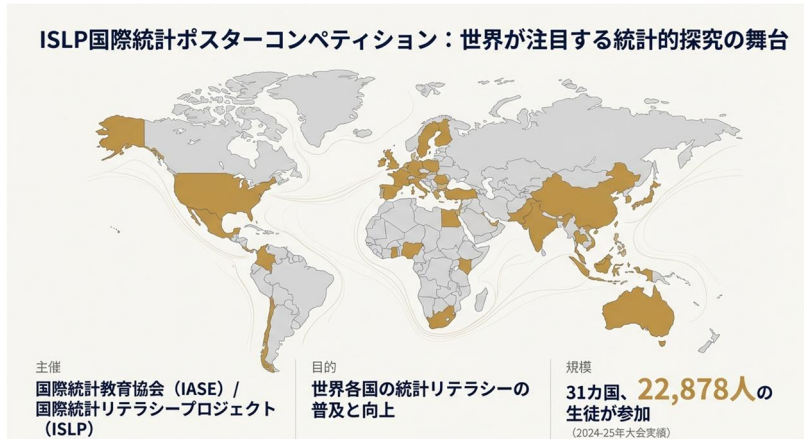 ISLP国際統計ポスターコンペティション：世界が注目する統計的探究の舞台
主催
国際統計教育協会（IASE）/
国際統計リテラシープロジェクト
（ISLP）
目的
世界各国の統計リテラシーの
普及と向上
規模
31カ国、22,878人の
生徒が参加
（2024-25年大会実績）